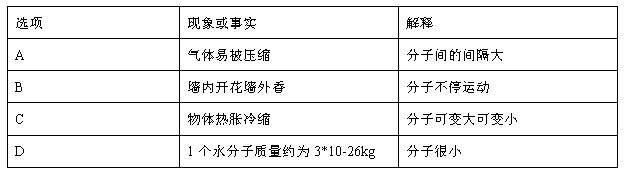 选项 现象或事实 解释
A 气体易被压缩 分子间的间隔大
B 墙内开花墙外香 分子不停运动
C 物体热胀冷缩 分子可变大可变小
D 1个水分子质量约为3*10-26kg 分子很小